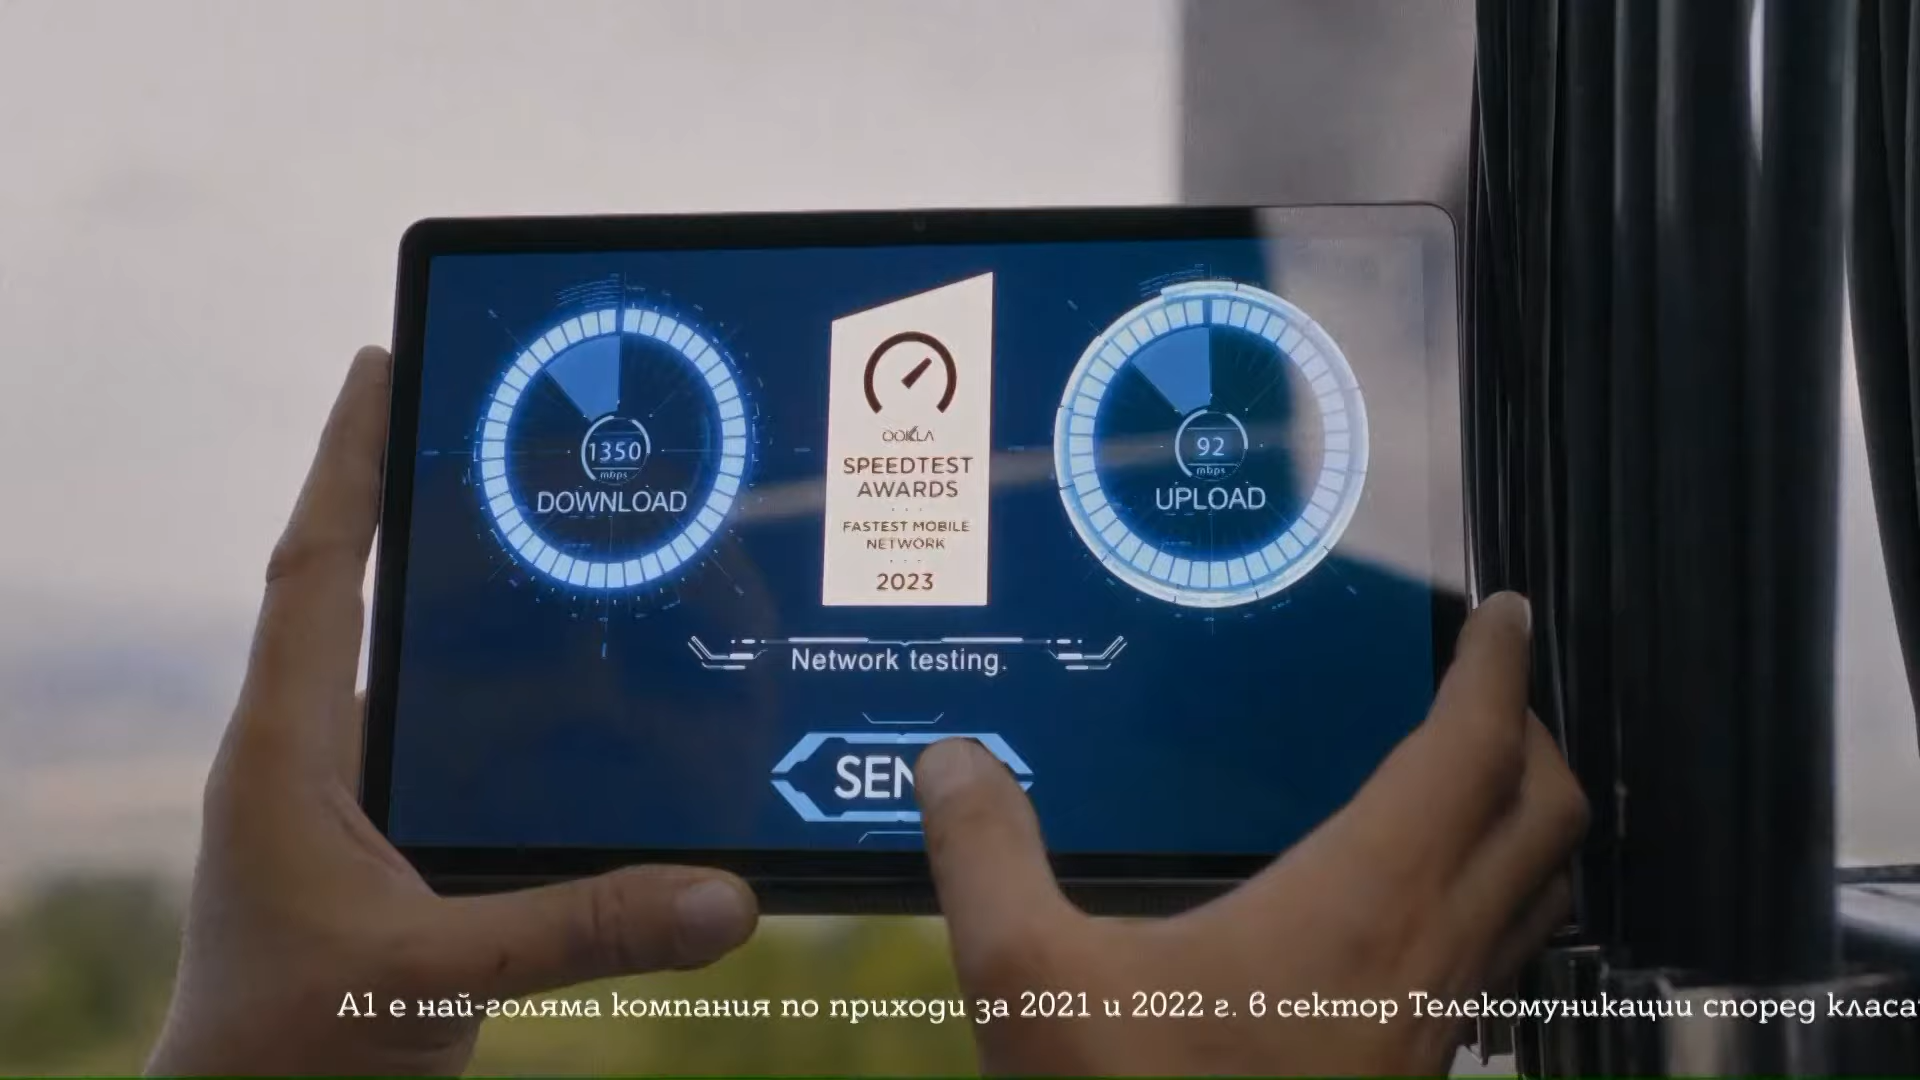 1350
mbps
DOWNLOAD
OOKLA
SPEEDTEST
AWARDS
FASTEST MOBILE
NETWORK
2023
92
mbps
UPLOAD
Network testing.
А1 е най-голяма компания по приходи за 2021 и 2022 г. в сектор Телекомуникации според